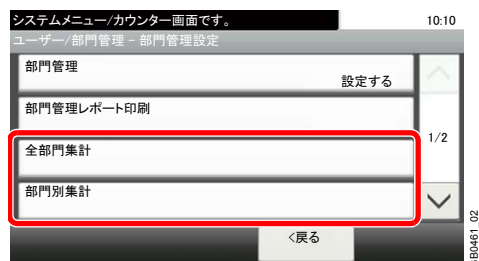 システムメニュー/カウンター画面です。
10:10
ユーザー/部門管理 - 部門管理設定
部門管理
設定する
部門管理レポート印刷
1/2
全部門集計
部門別集計
<戻る
B0461_02